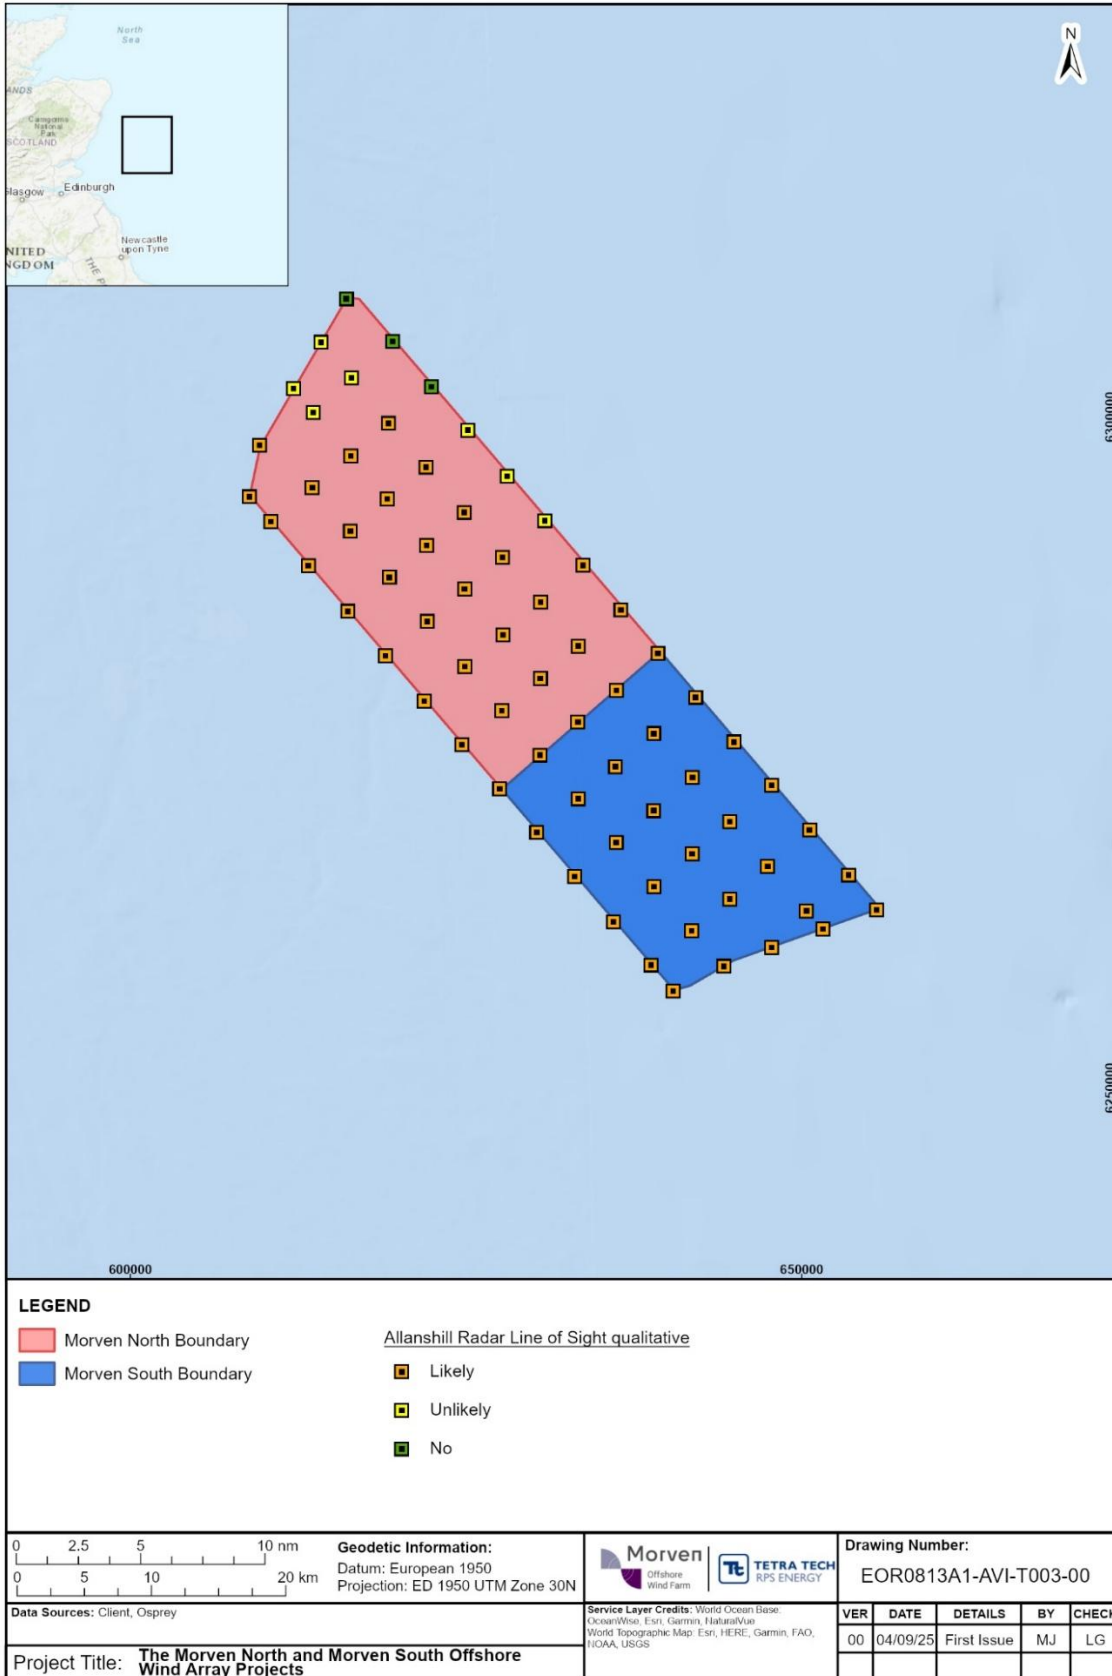 North
Sea
N
ANDS
Cairngorms
National
Park
SCOTLAND
Glasgow
Edinburgh
Newcastle
upon Tyne
NITED
NGDOM
THE P
6300000
6250000
600000
650000
LEGEND
Morven North Boundary
Morven South Boundary
Allanshill Radar Line of Sight qualitative
Likely
Unlikely
No
0 2.5 5 10 nm
0 5 10 20 km
Geodetic Information:
Datum: European 1950
Projection: ED 1950 UTM Zone 30N
Morven
Offshore
Wind Farm
Tt TETRA TECH
RPS ENERGY
Drawing Number:
EOR0813A1-AVI-T003-00
Data Sources: Client, Osprey
Service Layer Credits: World Ocean Base:
OceanWise, Esri, Garmin, NaturalVue
World Topographic Map: Esri, HERE, Garmin, FAO,
NOAA, USGS
VER DATE DETAILS BY CHECK
00 04/09/25 First Issue MJ LG
Project Title: The Morven North and Morven South Offshore
Wind Array Projects